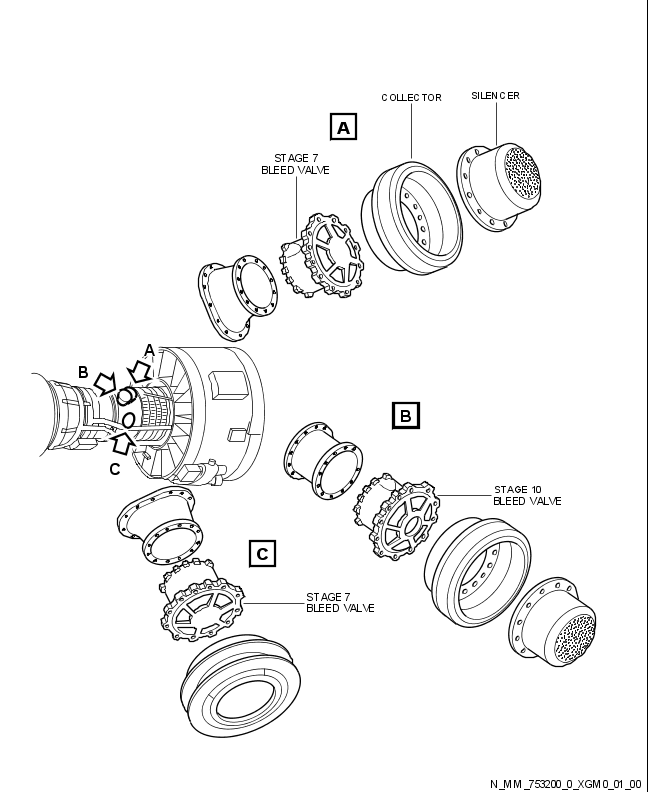 COLLECTOR
SILENCER
A
STAGE 7
BLEED VALVE
A
B
C
B
STAGE 10
BLEED VALVE
C
STAGE 7
BLEED VALVE
N_MM_753200_0_XGM0_01_00